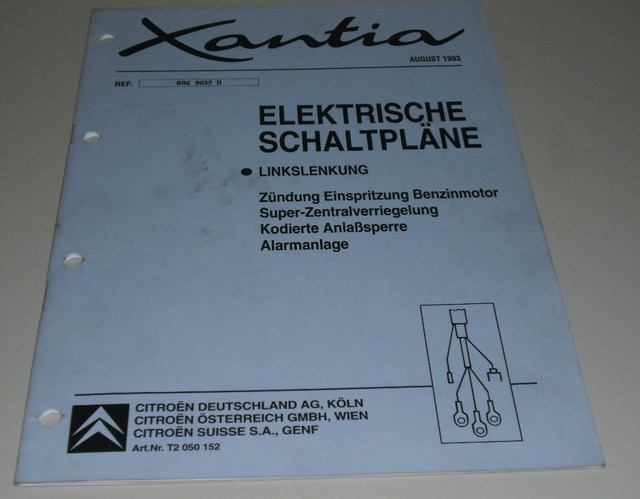 Xantia
AUGUST 1993
REF. BRE 9032 D
ELEKTRISCHE
SCHALTPLÄNE
● LINKSLENKUNG
Zündung Einspritzung Benzinmotor
Super-Zentralverriegelung
Kodierte Anlaßsperre
Alarmanlage
CITROËN DEUTSCHLAND AG, KÖLN
CITROËN ÖSTERREICH GMBH, WIEN
CITROËN SUISSE S.A., GENF
Art.Nr. T2 050 152